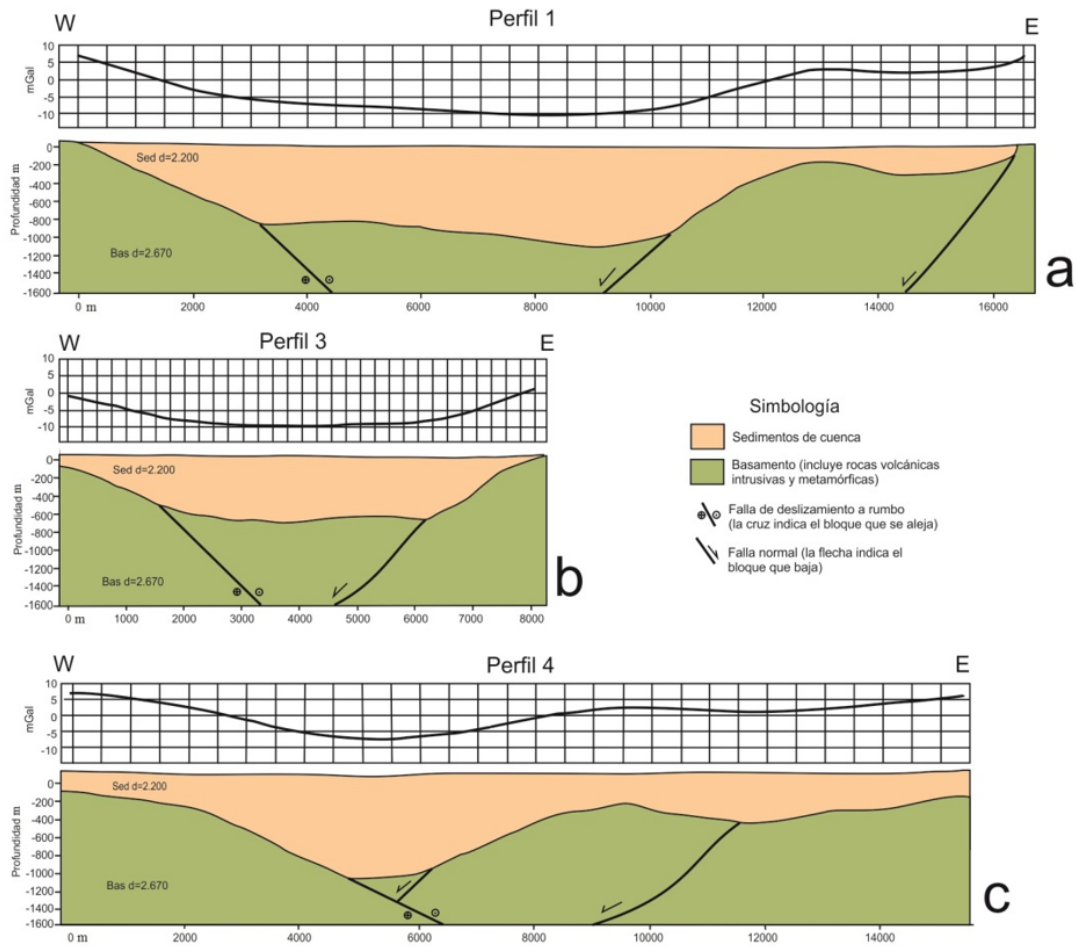 Perfil 1
W
E
10
5
0
-5
-10
mGal
0
-200
-400
-600
-800
-1000
-1200
-1400
-1600
Profundidad m
Sed d=2.200
Bas d=2.670
0 m
2000
4000
6000
8000
10000
12000
14000
16000
a
Perfil 3
W
E
10
5
0
-5
-10
mGal
0
-200
-400
-600
-800
-1000
-1200
-1400
-1600
Profundidad m
Sed d=2.200
Bas d=2.670
0 m
1000
2000
3000
4000
5000
6000
7000
8000
b
Simbología
Sedimentos de cuenca
Basamento (incluye rocas volcánicas
intrusivas y metamórficas)
Falla de deslizamiento a rumbo
(la cruz indica el bloque que se aleja)
Falla normal (la flecha indica el
bloque que baja)
Perfil 4
W
E
10
5
0
-5
-10
mGal
0
-200
-400
-600
-800
-1000
-1200
-1400
-1600
Profundidad m
Sed d=2.200
Bas d=2.670
0 m
2000
4000
6000
8000
10000
12000
14000
c